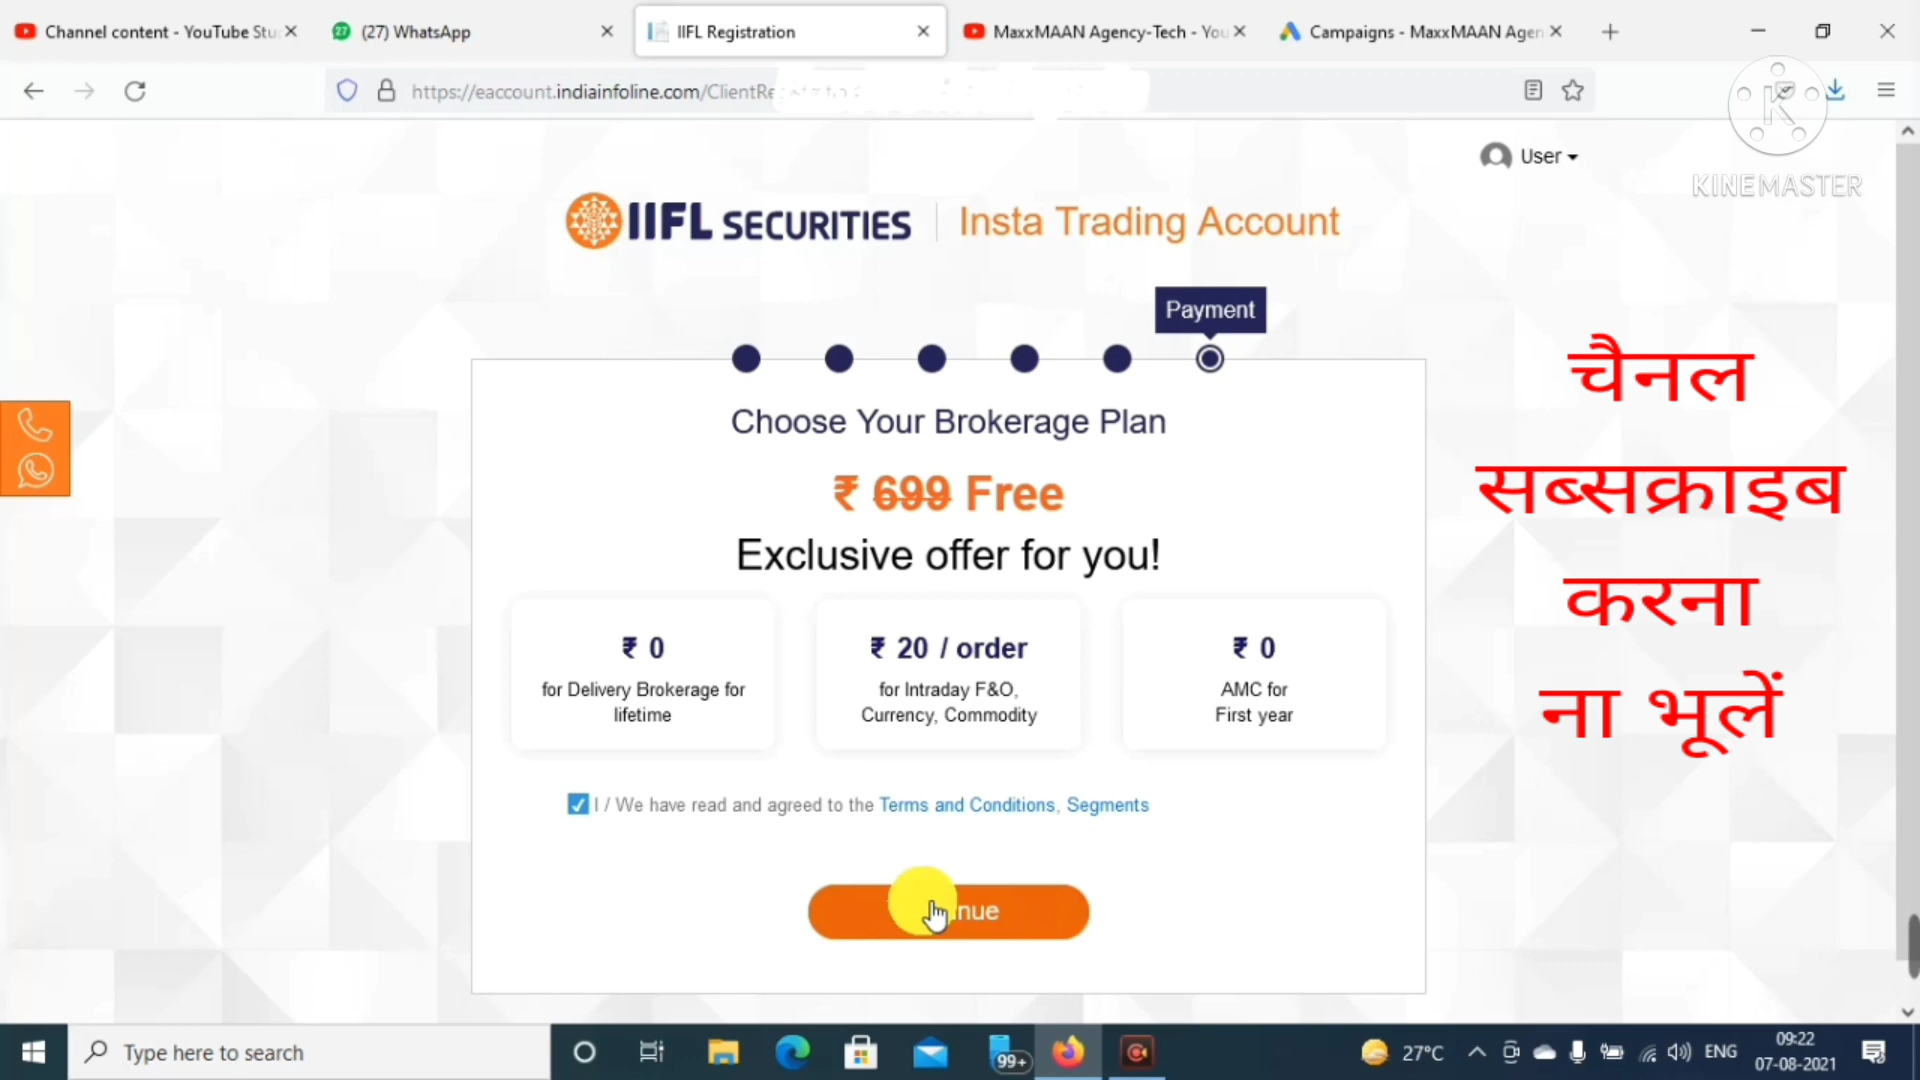 Channel content - YouTube Stu
27
(27) WhatsApp
IIFL Registration
MaxxMAAN Agency-Tech - You
Campaigns - MaxxMAAN Agen
https://eaccount.indiainfoline.com/ClientRe
User
K
KINEMASTER
IIFL SECURITIES
Insta Trading Account
Payment
Choose Your Brokerage Plan
₹ 699 Free
Exclusive offer for you!
₹ 0
for Delivery Brokerage for
lifetime
₹ 20 / order
for Intraday F&O,
Currency, Commodity
₹ 0
AMC for
First year
I / We have read and agreed to the Terms and Conditions, Segments
nue
चैनल
सब्सक्राइब
करना
ना भूलें
Type here to search
99+
27°C
ENG
09:22
07-08-2021